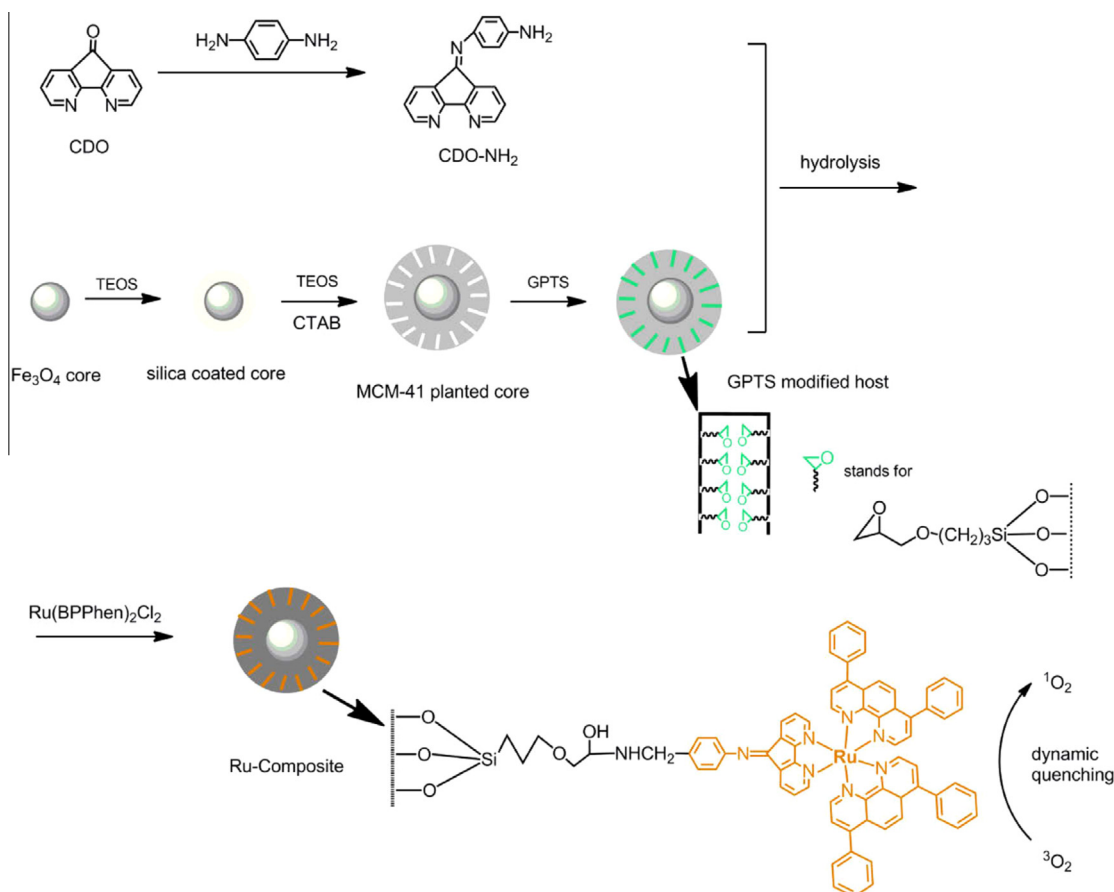 O
N
N
CDO
H₂N
NH₂
N
NH₂
N
N
CDO-NH₂
hydrolysis
TEOS
TEOS
CTAB
GPTS
Fe₃O₄ core
silica coated core
MCM-41 planted core
GPTS modified host
O O
O O
O O
O O
O
stands for
O
O
(CH₂)₃Si
O
O
O
Ru(BPPhen)₂Cl₂
Ru-Composite
O
O
O
Si
O
OH
NHCH₂
N
N
N
N
N
N
N
Ru
¹O₂
dynamic
quenching
³O₂